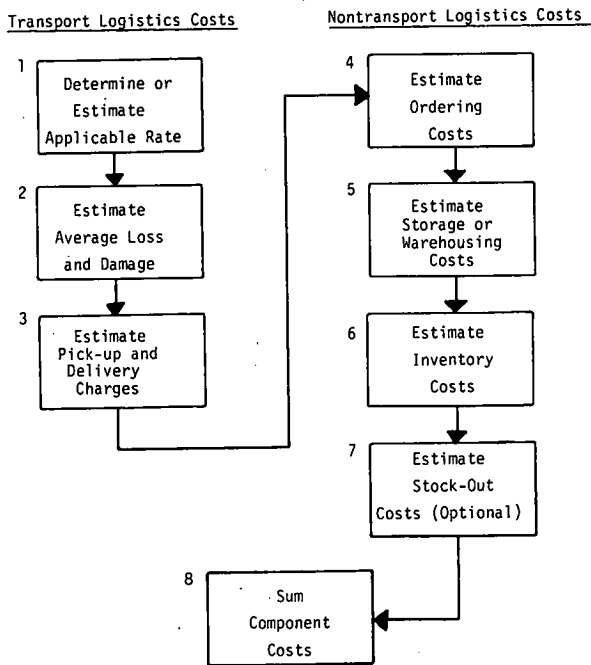 Transport Logistics Costs
1
Determine or
Estimate
Applicable Rate
2
Estimate
Average Loss
and Damage
3
Estimate
Pick-up and
Delivery
Charges
Nontransport Logistics Costs
4
Estimate
Ordering
Costs
5
Estimate
Storage or
Warehousing
Costs
6
Estimate
Inventory
Costs
7
Estimate
Stock-Out
Costs (Optional)
8
Sum
Component
Costs